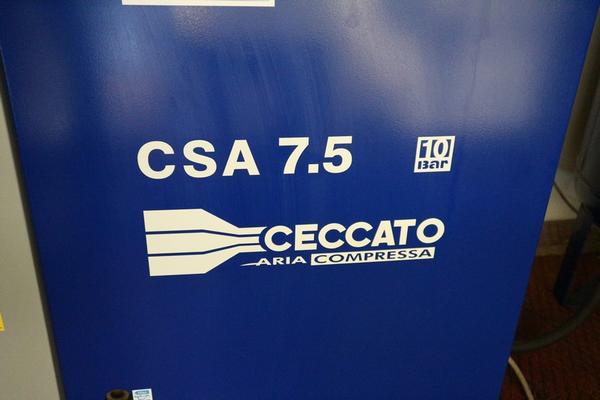 CSA 7.5
10
Bar
CECCATO
ARIA COMPRESSA